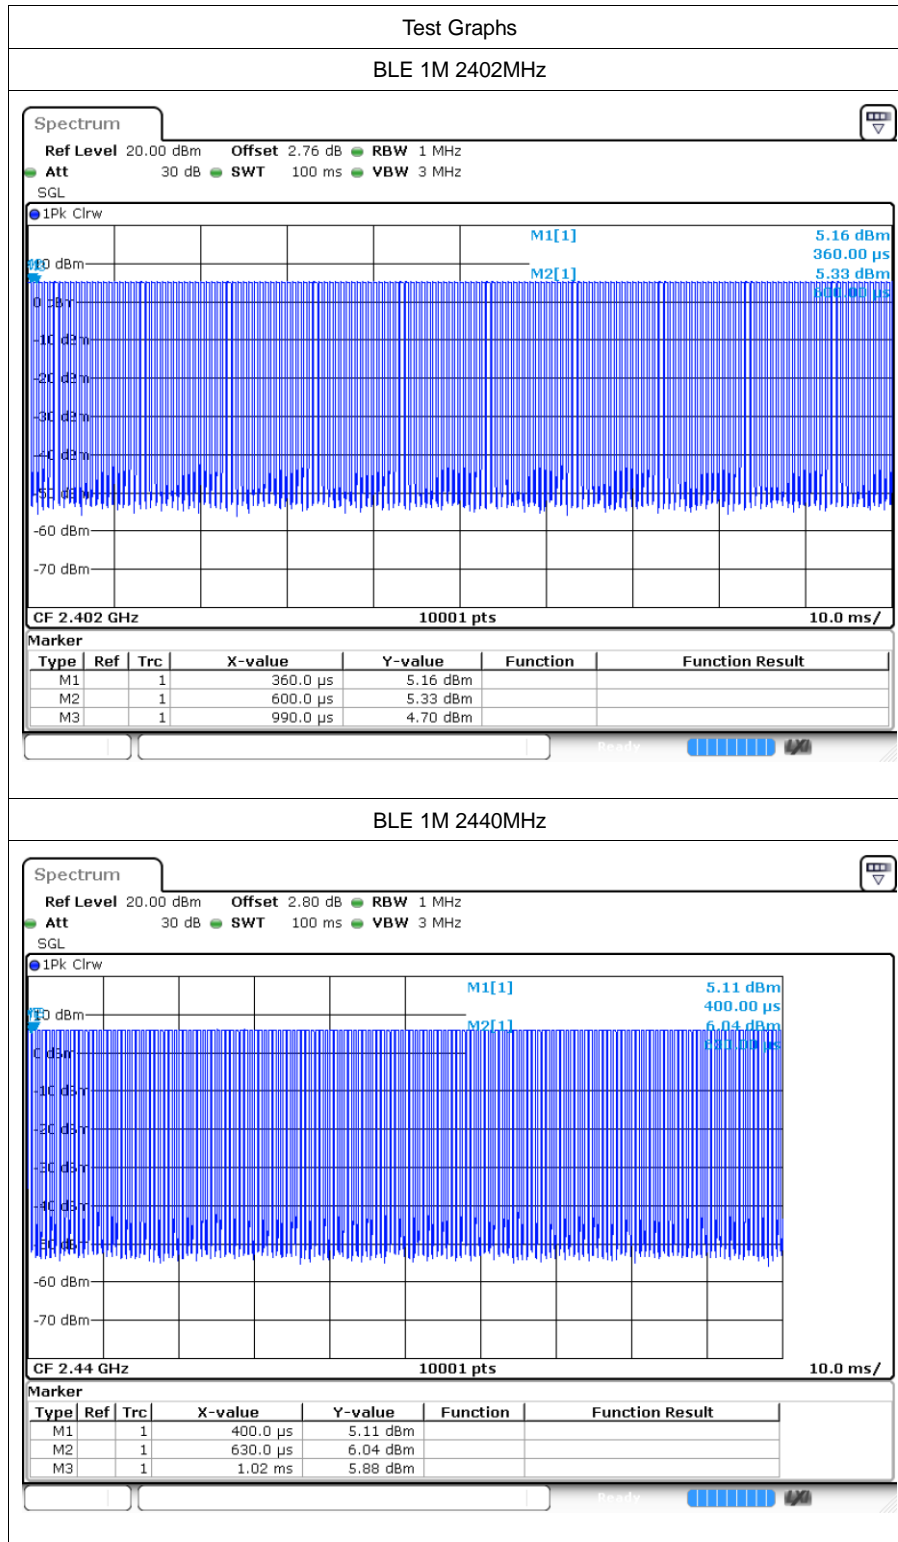 Test Graphs
BLE 1M 2402MHz
Spectrum
Ref Level 20.00 dBm Offset 2.76 dB RBW 1 MHz
Att 30 dB SWT 100 ms VBW 3 MHz
SGL
1Pk Clrw
M1[1] 5.16 dBm
360.00 µs
M2[1] 5.33 dBm
600.00 µs
0 dBm
-10 dBm
-20 dBm
-30 dBm
-40 dBm
-50 dBm
-60 dBm
-70 dBm
CF 2.402 GHz 10001 pts 10.0 ms/
Marker
Type Ref Trc X-value Y-value Function Function Result
M1 1 360.0 µs 5.16 dBm
M2 1 600.0 µs 5.33 dBm
M3 1 990.0 µs 4.70 dBm
Ready
BLE 1M 2440MHz
Spectrum
Ref Level 20.00 dBm Offset 2.80 dB RBW 1 MHz
Att 30 dB SWT 100 ms VBW 3 MHz
SGL
1Pk Clrw
M1[1] 5.11 dBm
400.00 µs
M2[1] 6.04 dBm
10 dBm
0 dBm
-10 dBm
-20 dBm
-30 dBm
-40 dBm
-60 dBm
-70 dBm
CF 2.44 GHz 10001 pts 10.0 ms/
Marker
Type Ref Trc X-value Y-value Function Function Result
M1 1 400.0 µs 5.11 dBm
M2 1 630.0 µs 6.04 dBm
M3 1 1.02 ms 5.88 dBm
Ready